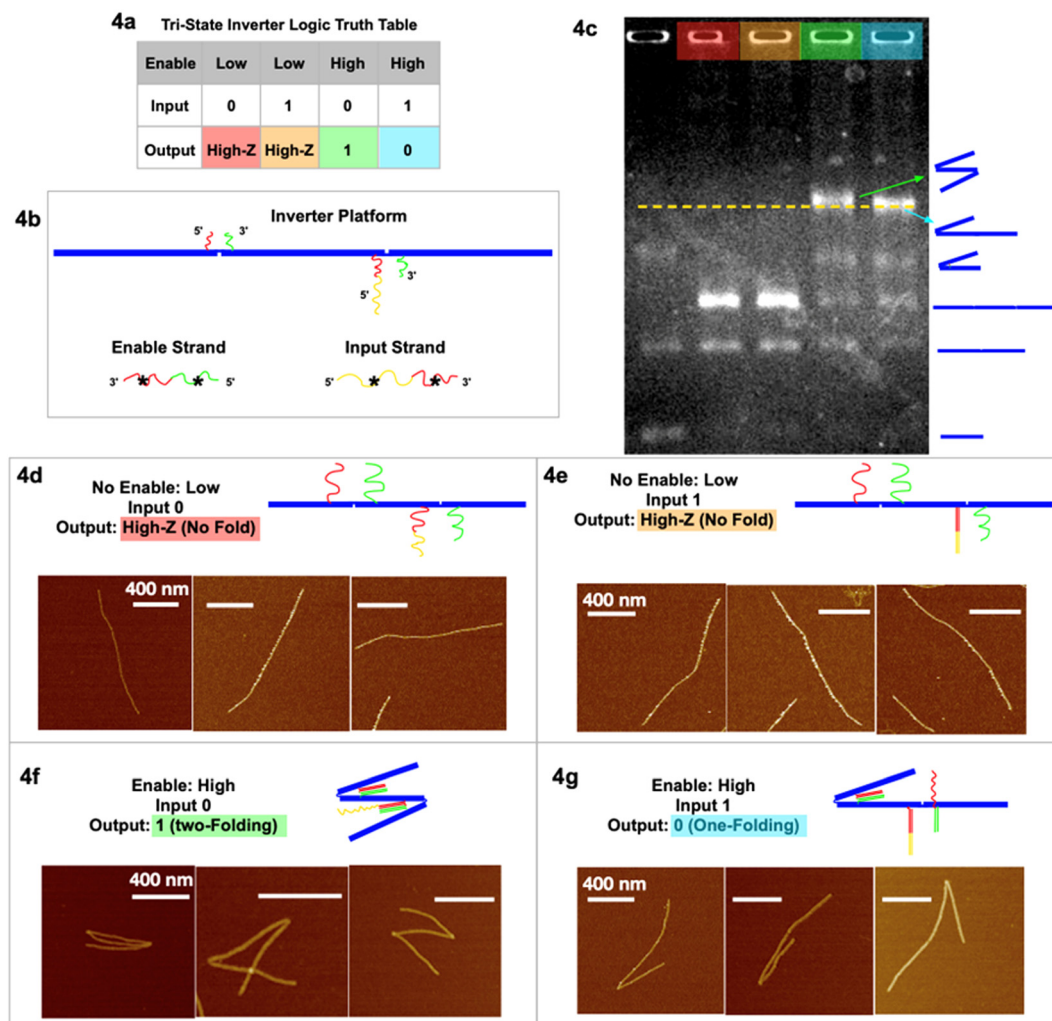 4a
Tri-State Inverter Logic Truth Table
Enable Low Low High High
Input 0 1 0 1
Output High-Z High-Z 1 0
4b
Inverter Platform
5' 3'
5' 3'
Enable Strand Input Strand
3' * * 5' * * 3'
4c
4d
No Enable: Low
Input 0
Output: High-Z (No Fold)
400 nm
4e
No Enable: Low
Input 1
Output: High-Z (No Fold)
400 nm
4f
Enable: High
Input 0
Output: 1 (two-Folding)
400 nm
4g
Enable: High
Input 1
Output: 0 (One-Folding)
400 nm